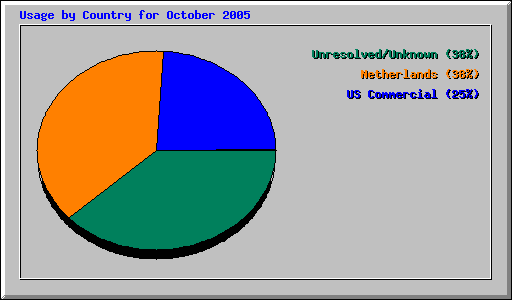 Usage by Country for October 2005
Unresolved/Unknown (38%)
Netherlands (38%)
US Commercial (25%)